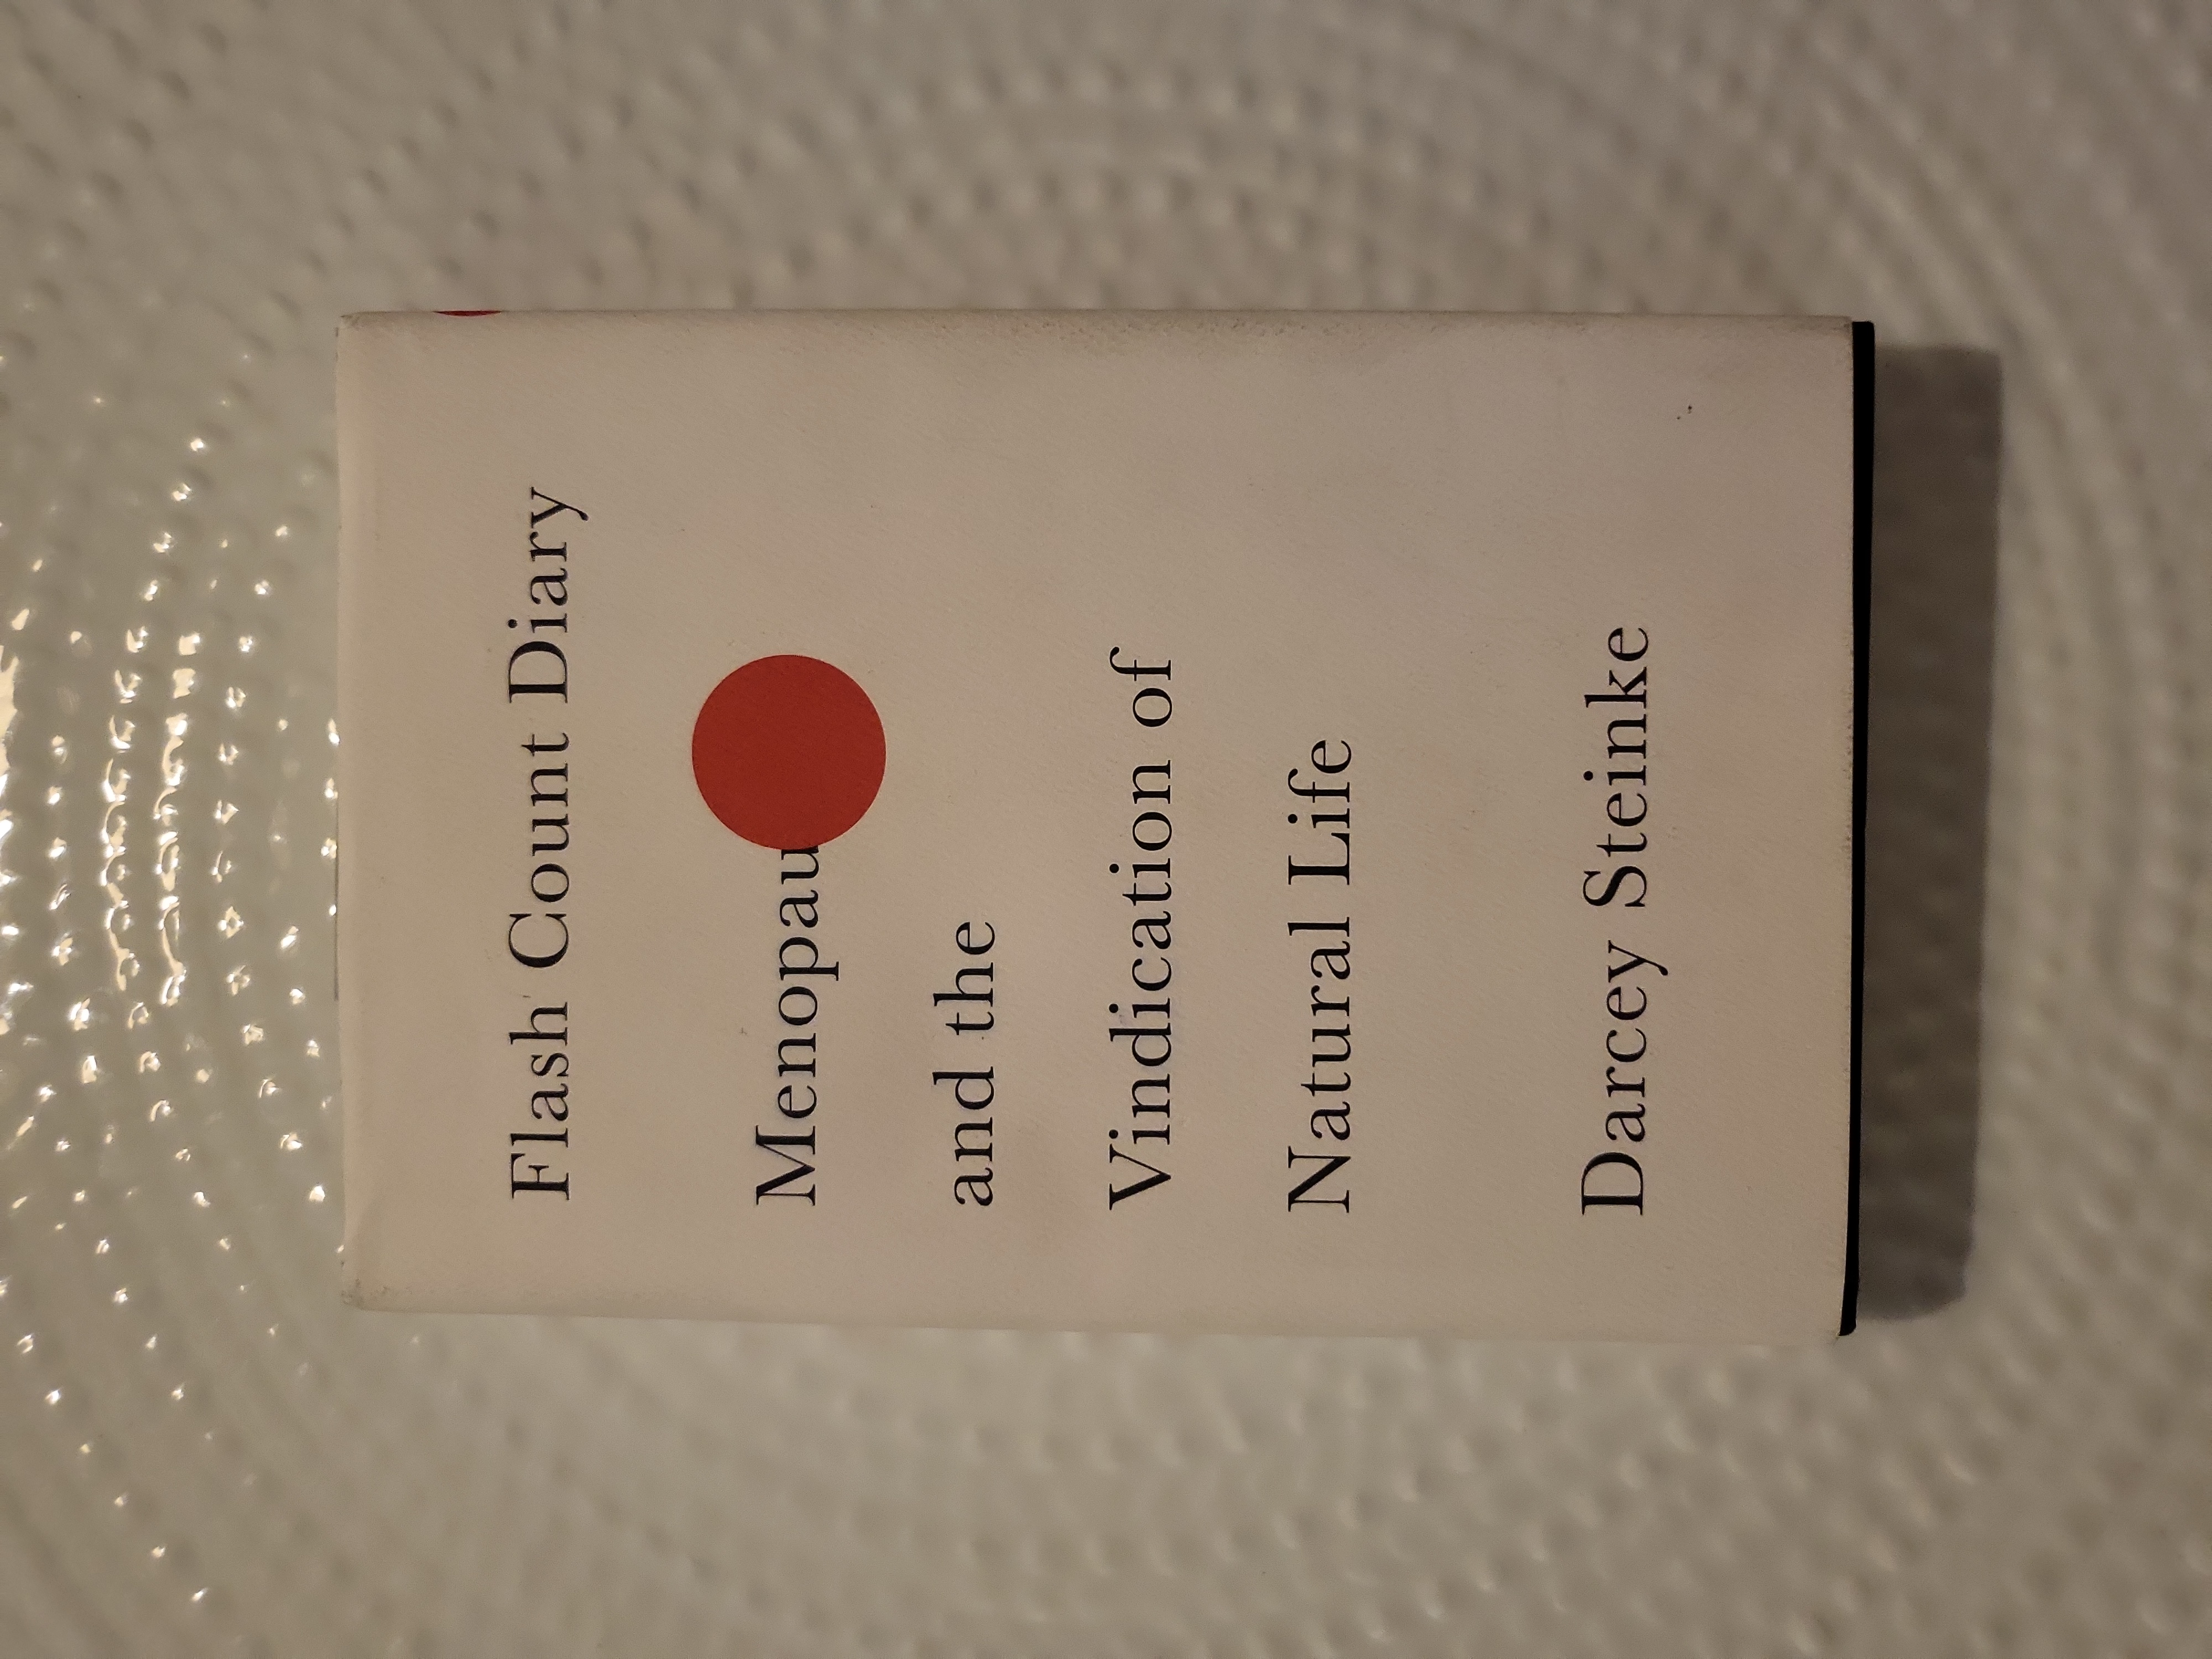 Flash Count Diary
Menopau
and the
Vindication of
Natural Life
Darcey Steinke